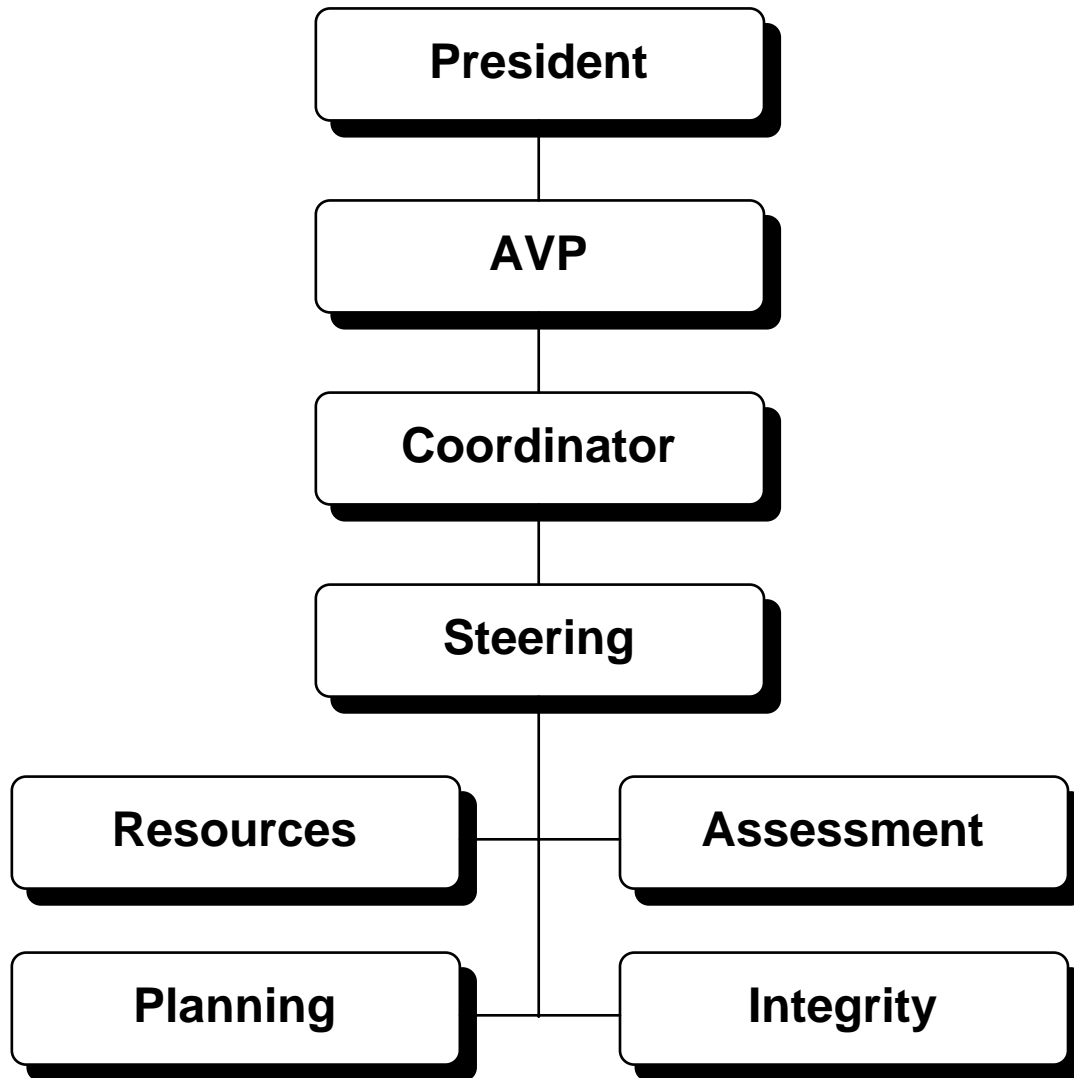 President
AVP
Coordinator
Steering
Resources
Assessment
Planning
Integrity